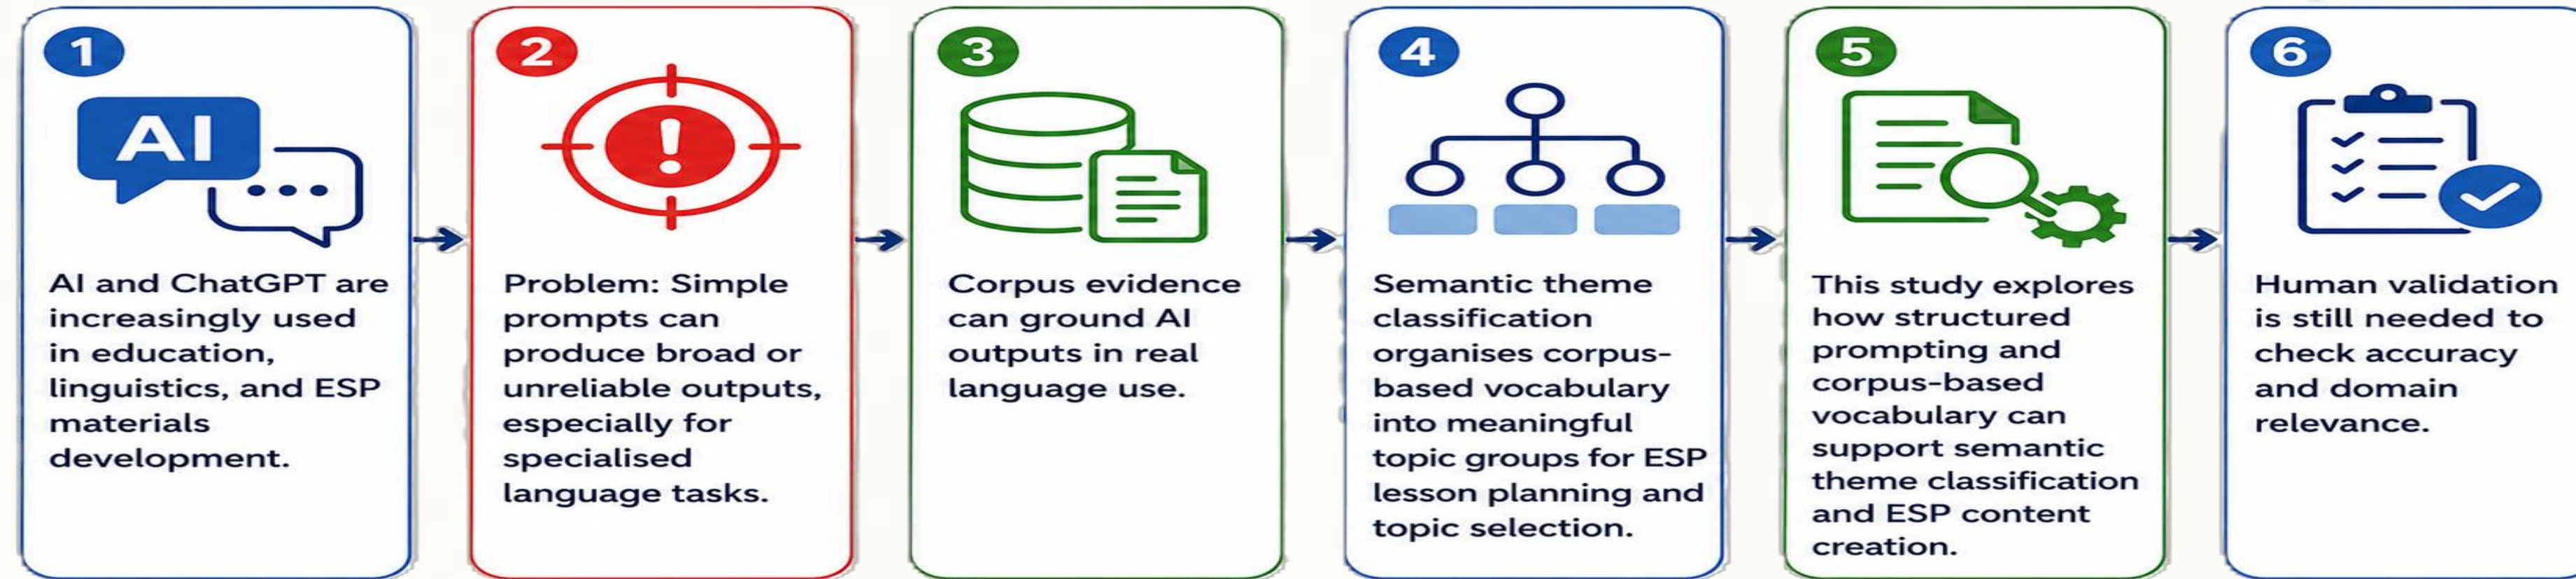 1
AI
AI and ChatGPT are
increasingly used
in education,
linguistics, and ESP
materials
development.
2
!
Problem: Simple
prompts can
produce broad or
unreliable outputs,
especially for
specialised
language tasks.
3
Corpus evidence
can ground AI
outputs in real
language use.
4
Semantic theme
classification
organises corpus-
based vocabulary
into meaningful
topic groups for ESP
lesson planning and
topic selection.
5
This study explores
how structured
prompting and
corpus-based
vocabulary can
support semantic
theme classification
and ESP content
creation.
6
Human validation
is still needed to
check accuracy
and domain
relevance.